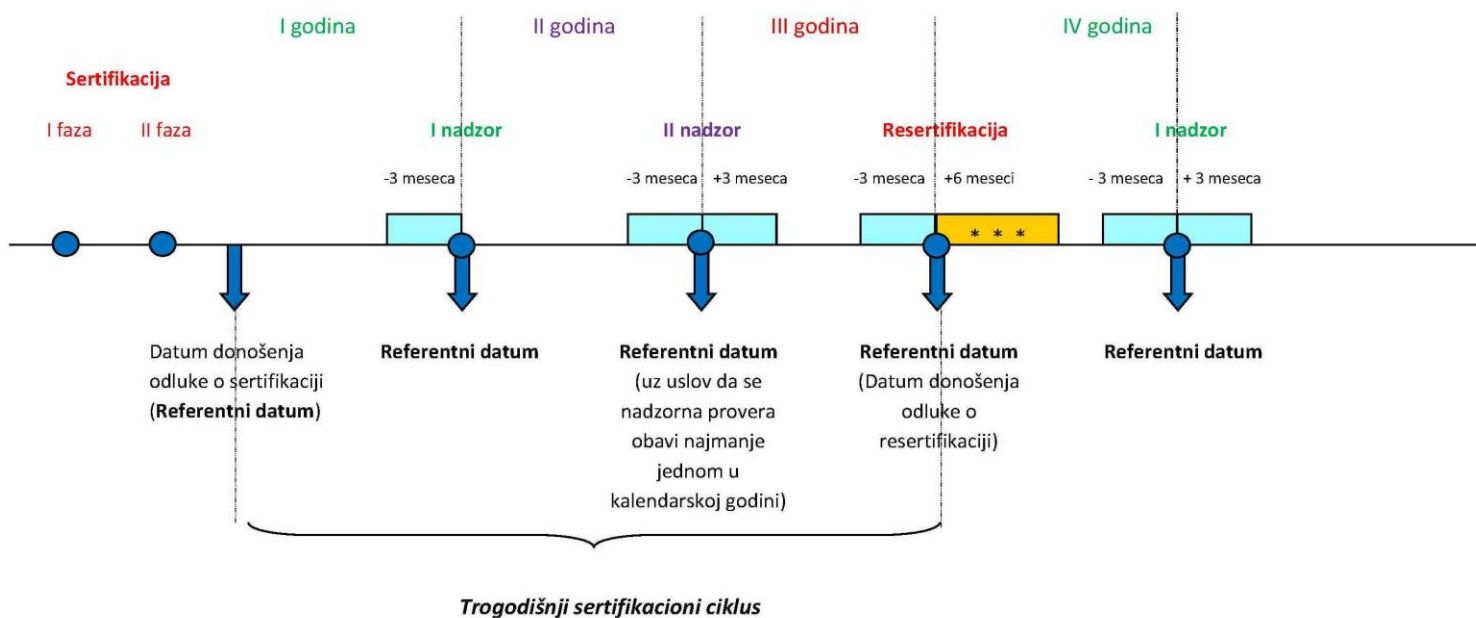 I godina
II godina
III godina
IV godina
Sertifikacija
I faza
II faza
I nadzor
II nadzor
Resertifikacija
I nadzor
-3 meseca
-3 meseca
+3 meseca
-3 meseca
+6 meseci
- 3 meseca
+ 3 meseca
* * *
Datum donošenja
odluke o sertifikaciji
(Referentni datum)
Referentni datum
Referentni datum
(uz uslov da se
nadzorna provera
obavi najmanje
jednom u
kalendarskoj godini)
Referentni datum
(Datum donošenja
odluke o
resertifikaciji)
Referentni datum
Trogodišnji sertifikacioni ciklus